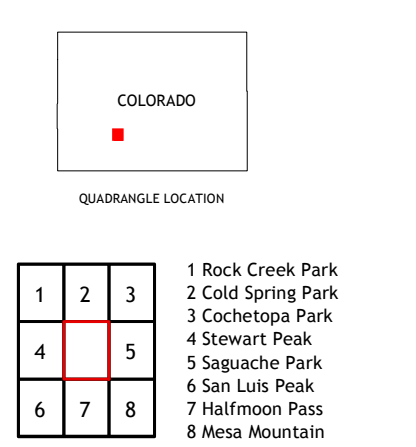 COLORADO
QUADRANGLE LOCATION
1 2 3
4 5
6 7 8
1 Rock Creek Park
2 Cold Spring Park
3 Cochetopa Park
4 Stewart Peak
5 Saguache Park
6 San Luis Peak
7 Halfmoon Pass
8 Mesa Mountain